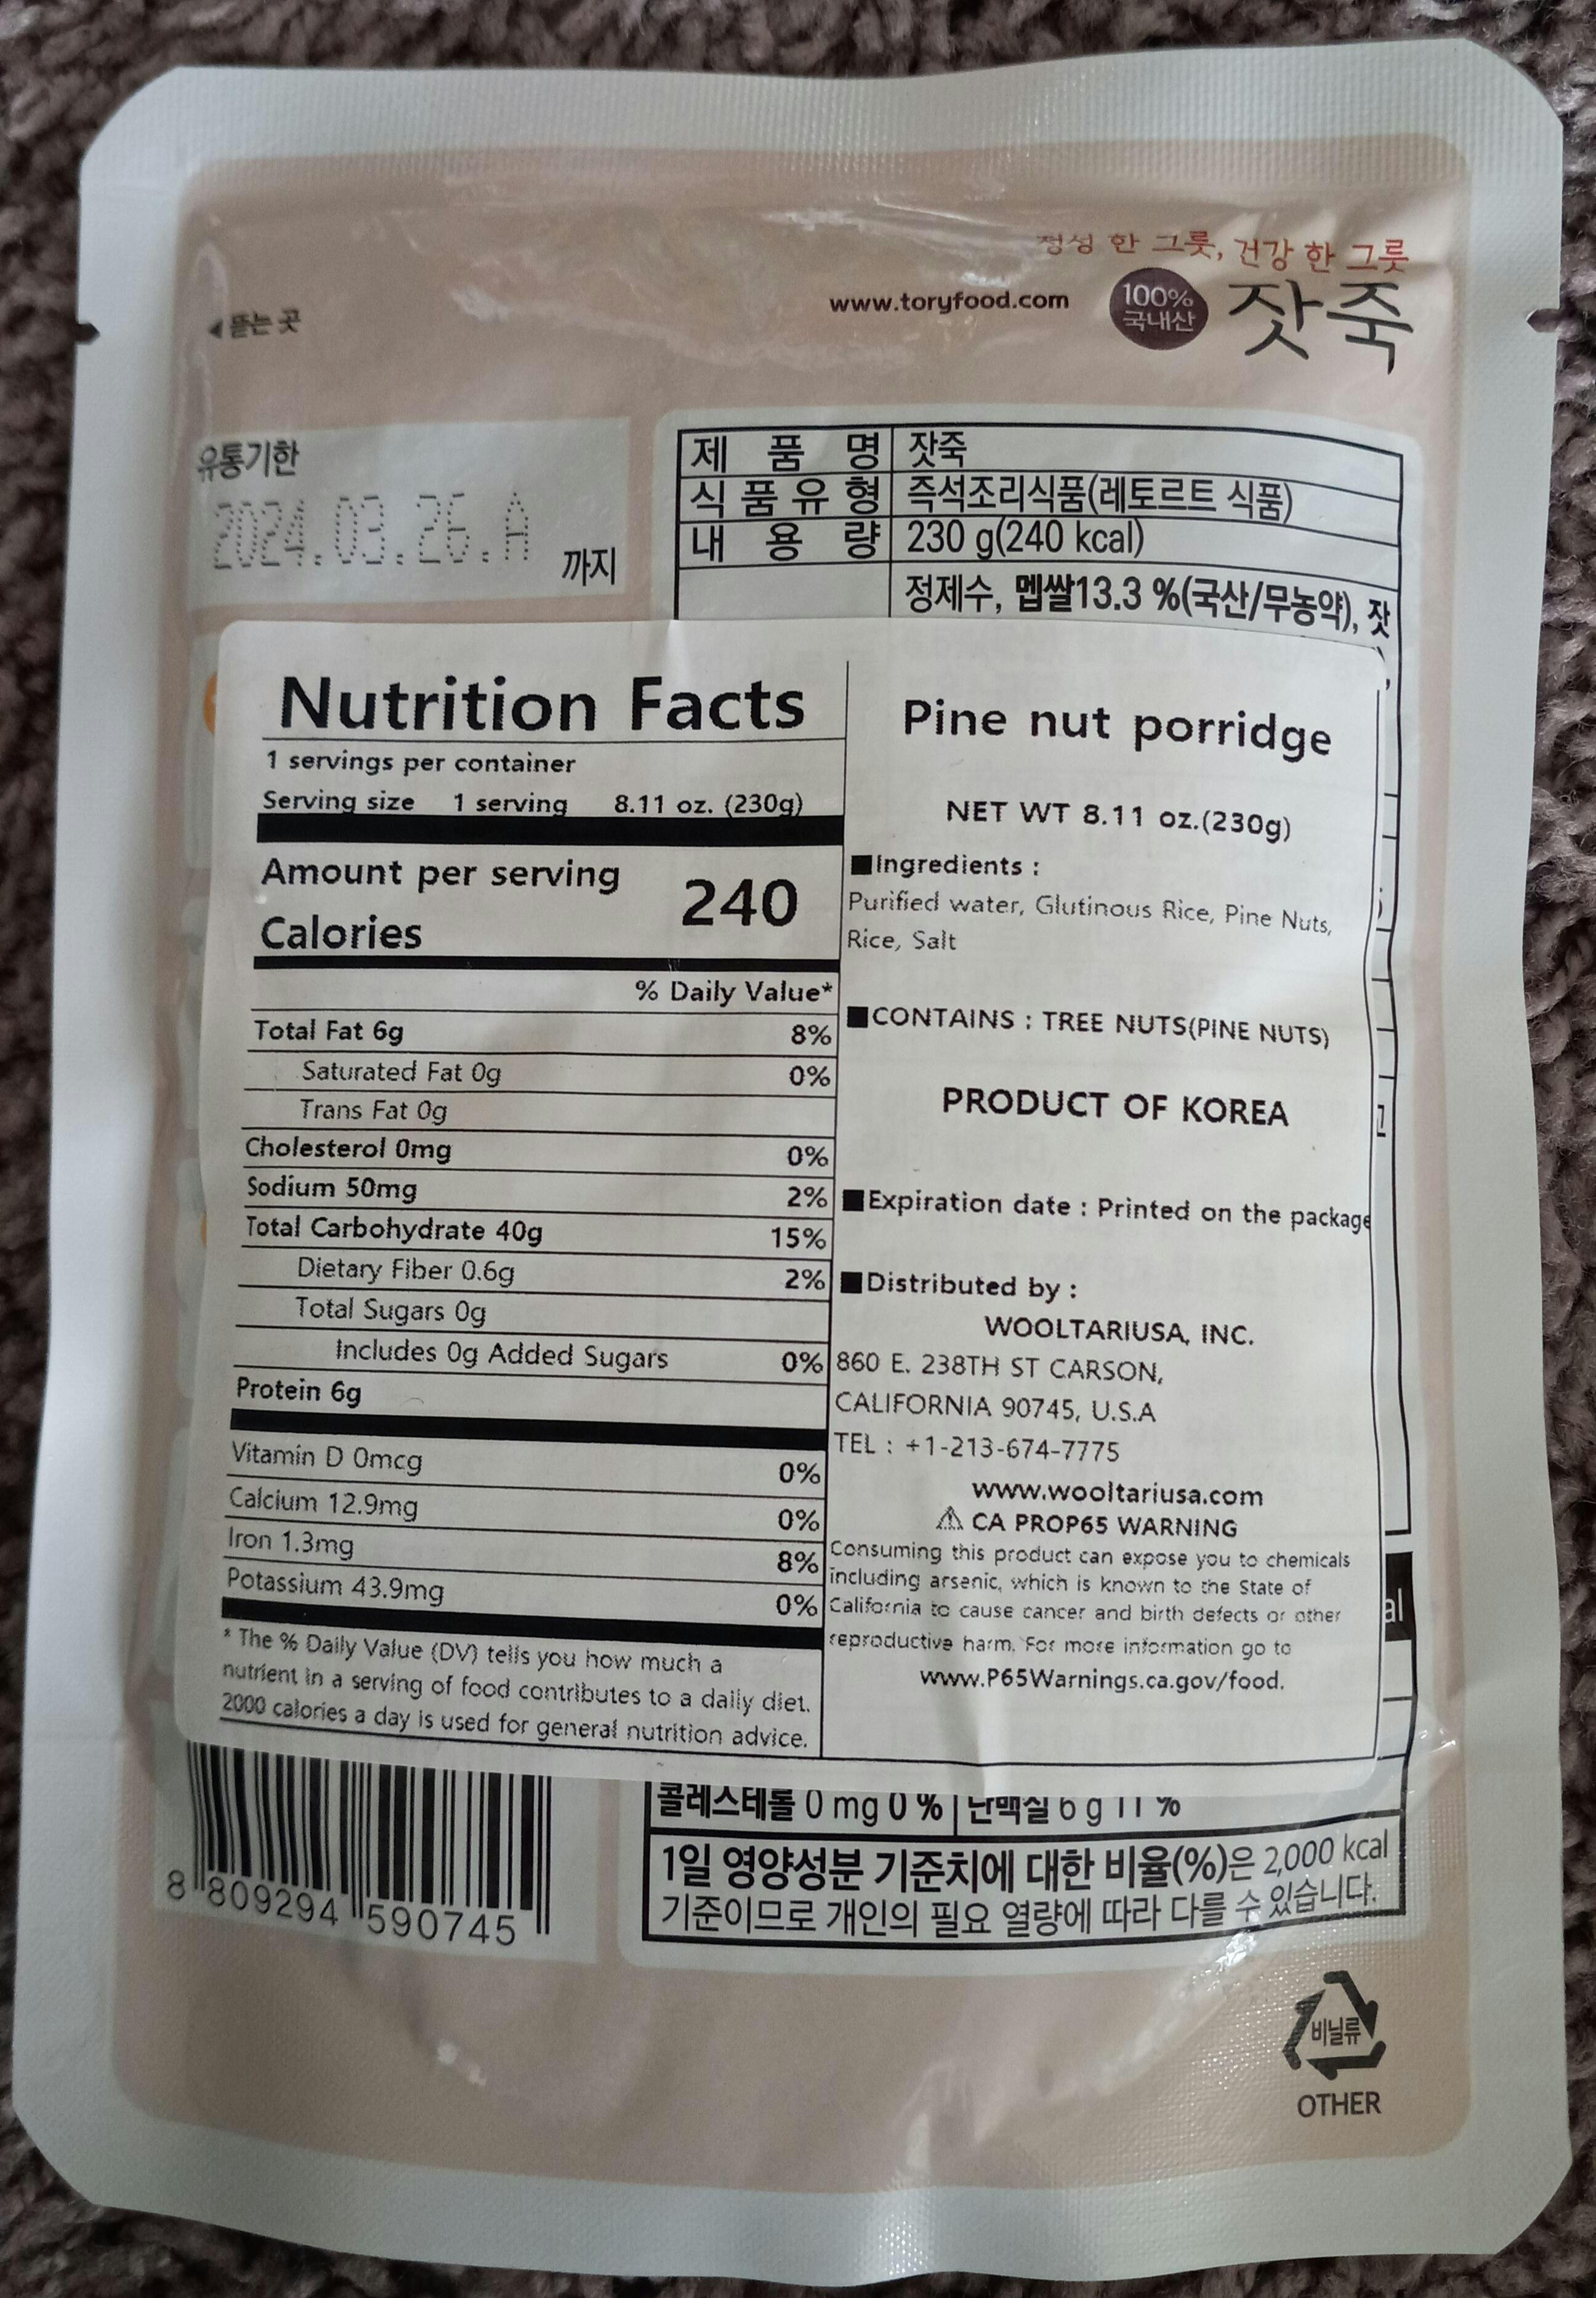 정성 한 그릇, 건강 한 그릇
www.toryfood.com
100%
국내산
잣죽
◀ 뜯는 곳
유통기한
2024.03.26.A
까지
제 품 명 잣죽
식품유형 즉석조리식품(레토르트 식품)
내 용 량 230 g(240 kcal)
정제수, 멥쌀13.3 %(국산/무농약), 잣
Nutrition Facts
1 servings per container
Serving size 1 serving 8.11 oz. (230g)
Amount per serving
Calories 240
% Daily Value*
Total Fat 6g 8%
Saturated Fat 0g 0%
Trans Fat 0g
Cholesterol 0mg 0%
Sodium 50mg 2%
Total Carbohydrate 40g 15%
Dietary Fiber 0.6g 2%
Total Sugars 0g
Includes 0g Added Sugars 0%
Protein 6g
Vitamin D 0mcg 0%
Calcium 12.9mg 0%
Iron 1.3mg 8%
Potassium 43.9mg 0%
* The % Daily Value (DV) tells you how much a
nutrient in a serving of food contributes to a daily diet.
2000 calories a day is used for general nutrition advice.
Pine nut porridge
NET WT 8.11 oz.(230g)
■Ingredients :
Purified water, Glutinous Rice, Pine Nuts,
Rice, Salt
■CONTAINS : TREE NUTS(PINE NUTS)
PRODUCT OF KOREA
■Expiration date : Printed on the package
■Distributed by :
WOOLTARIUSA, INC.
860 E. 238TH ST CARSON,
CALIFORNIA 90745, U.S.A
TEL : +1-213-674-7775
www.wooltariusa.com
⚠ CA PROP65 WARNING
Consuming this product can expose you to chemicals
including arsenic, which is known to the State of
California to cause cancer and birth defects or other
reproductive harm. For more information go to
www.P65Warnings.ca.gov/food.
al
콜레스테롤 0 mg 0 % 단백질 6 g 11 %
1일 영양성분 기준치에 대한 비율(%)은 2,000 kcal
기준이므로 개인의 필요 열량에 따라 다를 수 있습니다.
8 809294 590745
비닐류
OTHER